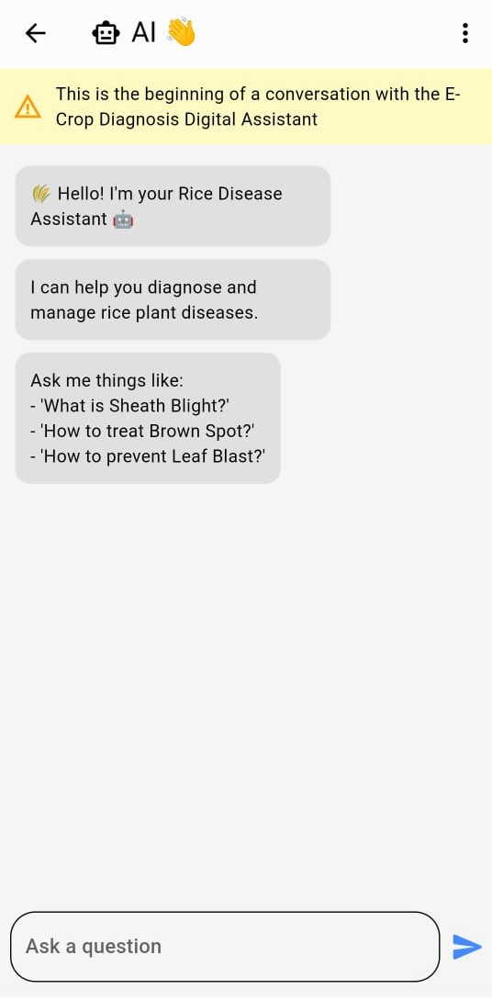 AI 👋
This is the beginning of a conversation with the E-
Crop Diagnosis Digital Assistant
🌾 Hello! I'm your Rice Disease
Assistant 🤖
I can help you diagnose and
manage rice plant diseases.
Ask me things like:
- 'What is Sheath Blight?'
- 'How to treat Brown Spot?'
- 'How to prevent Leaf Blast?'
Ask a question